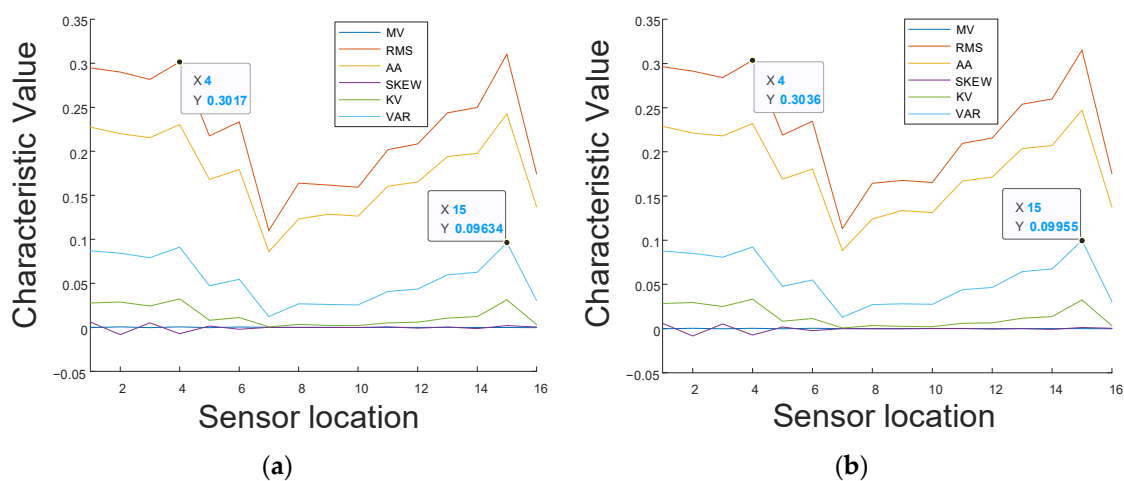 Characteristic Value
0.35
0.3
0.25
0.2
0.15
0.1
0.05
0
-0.05
MV
RMS
AA
SKEW
KV
VAR
X 4
Y 0.3017
X 15
Y 0.09634
2 4 6 8 10 12 14 16
Sensor location
(a)
Characteristic Value
0.35
0.3
0.25
0.2
0.15
0.1
0.05
0
-0.05
MV
RMS
AA
SKEW
KV
VAR
X 4
Y 0.3036
X 15
Y 0.09955
2 4 6 8 10 12 14 16
Sensor location
(b)